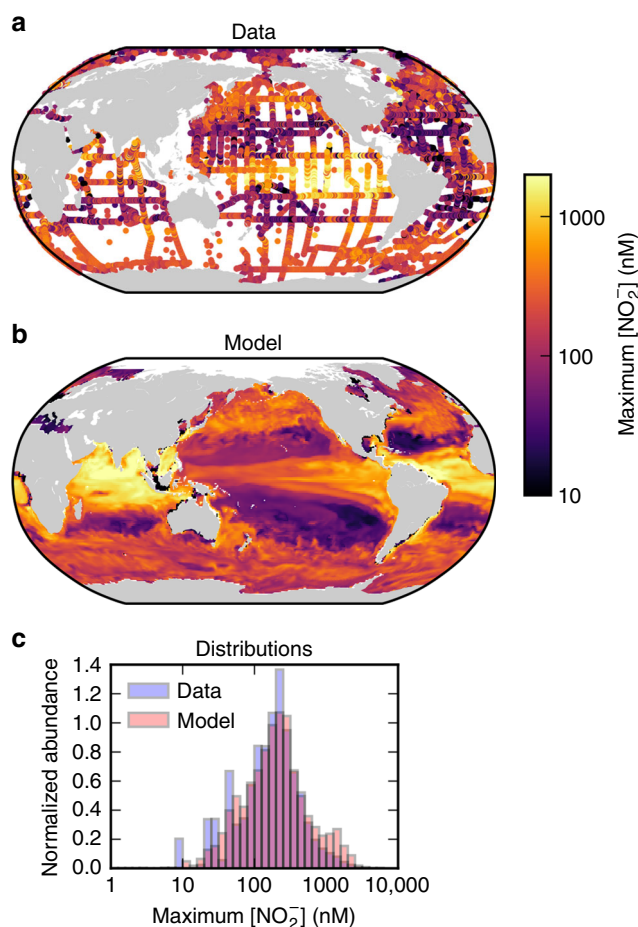 a
Data
b
Model
1000
100
10
Maximum [NO₂⁻] (nM)
c
Distributions
1.4
1.2
1.0
0.8
0.6
0.4
0.2
0.0
Normalized abundance
Data
Model
1 10 100 1000 10,000
Maximum [NO₂⁻] (nM)